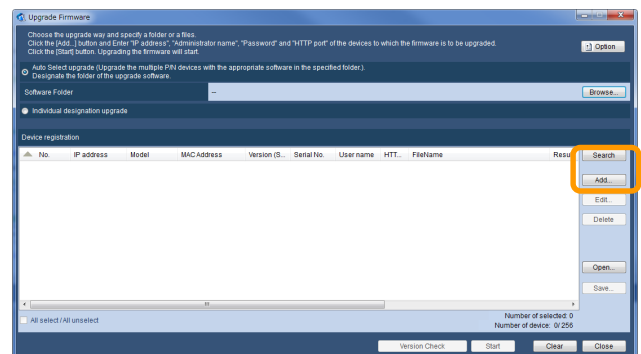 Upgrade Firmware
Choose the upgrade way and specify a folder or a files.
Click the [Add...] button and Enter "IP address", "Administrator name", "Password" and "HTTP port" of the devices to which the firmware is to be upgraded.
Click the [Start] button. Upgrading the firmware will start.
Option
Auto Select upgrade (Upgrade the multiple P/N devices with the appropriate software in the specified folder.).
Designate the folder of the upgrade software.
Software Folder
--
Browse...
Individual designation upgrade
Device registration
No. IP address Model MAC Address Version (S... Serial No. User name HTT... FileName Resu
Search
Add...
Edit...
Delete
Open...
Save...
All select / All unselect
Number of selected: 0
Number of device: 0/ 256
Version Check Start Clear Close